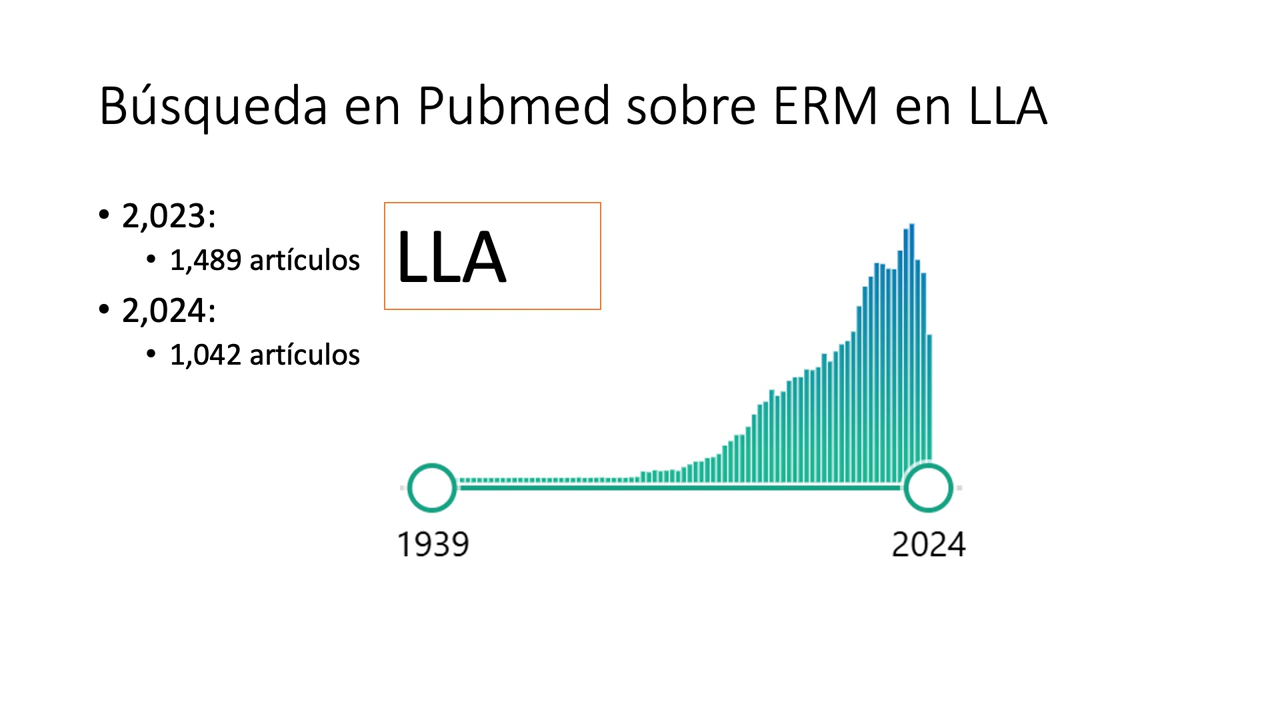 Búsqueda en Pubmed sobre ERM en LLA
• 2,023:
• 1,489 artículos
• 2,024:
• 1,042 artículos
LLA
1939
2024